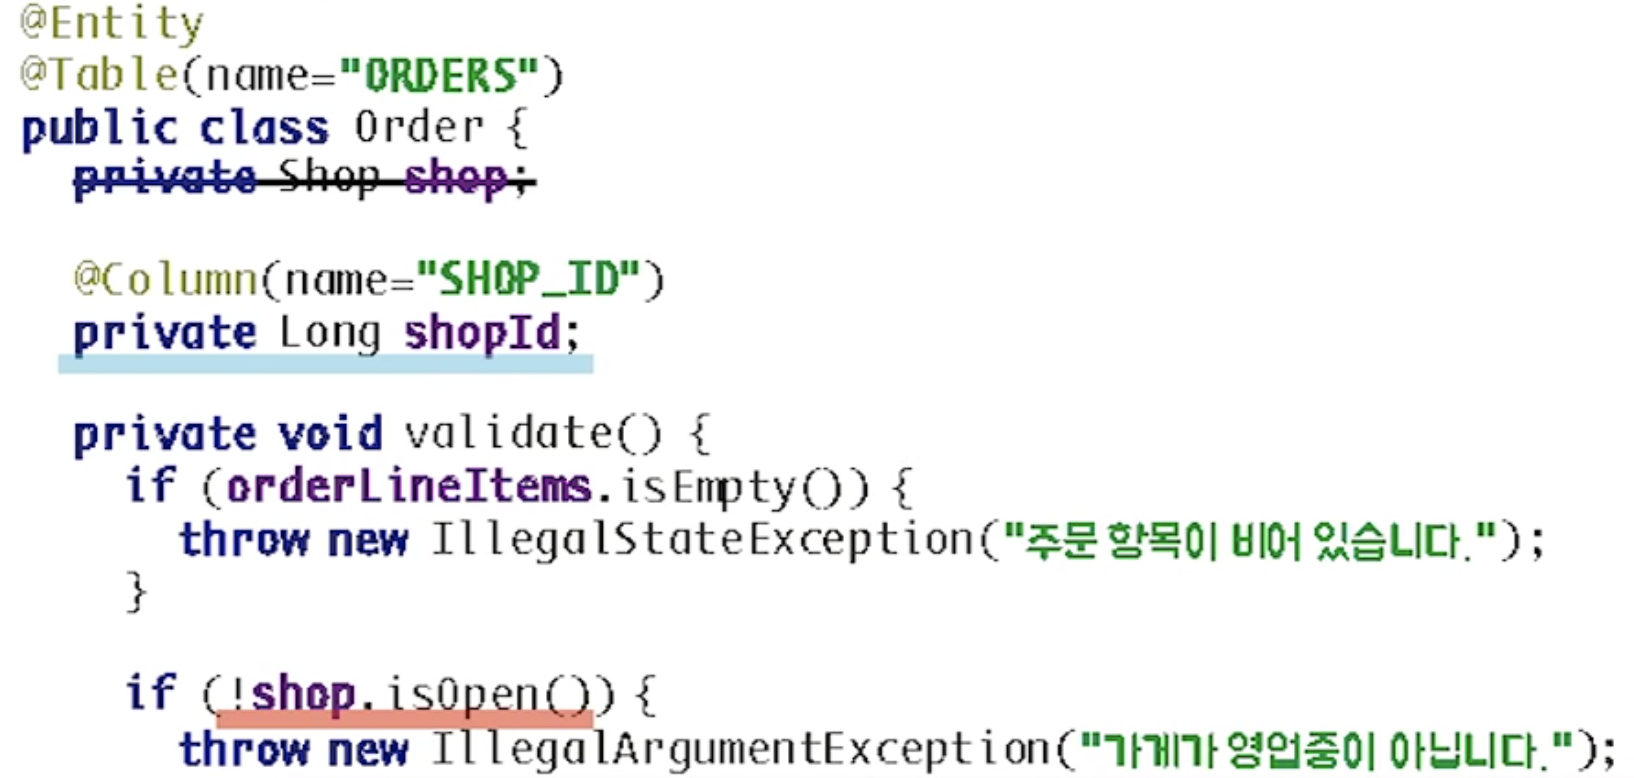 @Entity
@Table(name="ORDERS")
public class Order {
private Shop shop;
@Column(name="SHOP_ID")
private Long shopId;
private void validate() {
if (orderLineItems.isEmpty()) {
throw new IllegalStateException("주문 항목이 비어 있습니다.");
}
if (!shop.isOpen()) {
throw new IllegalArgumentException("가게가 영업중이 아닙니다.");